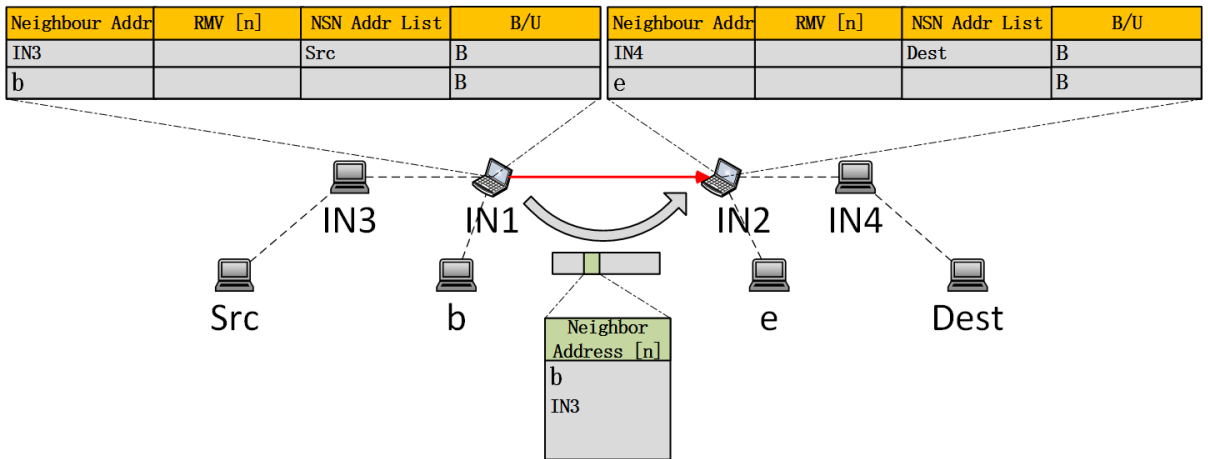 Neighbour Addr RMV [n] NSN Addr List B/U Neighbour Addr RMV [n] NSN Addr List B/U
IN3 Src B IN4 Dest B
b B e B
IN3 IN1 IN2 IN4
Src b e Dest
Neighbor
Address [n]
b
IN3